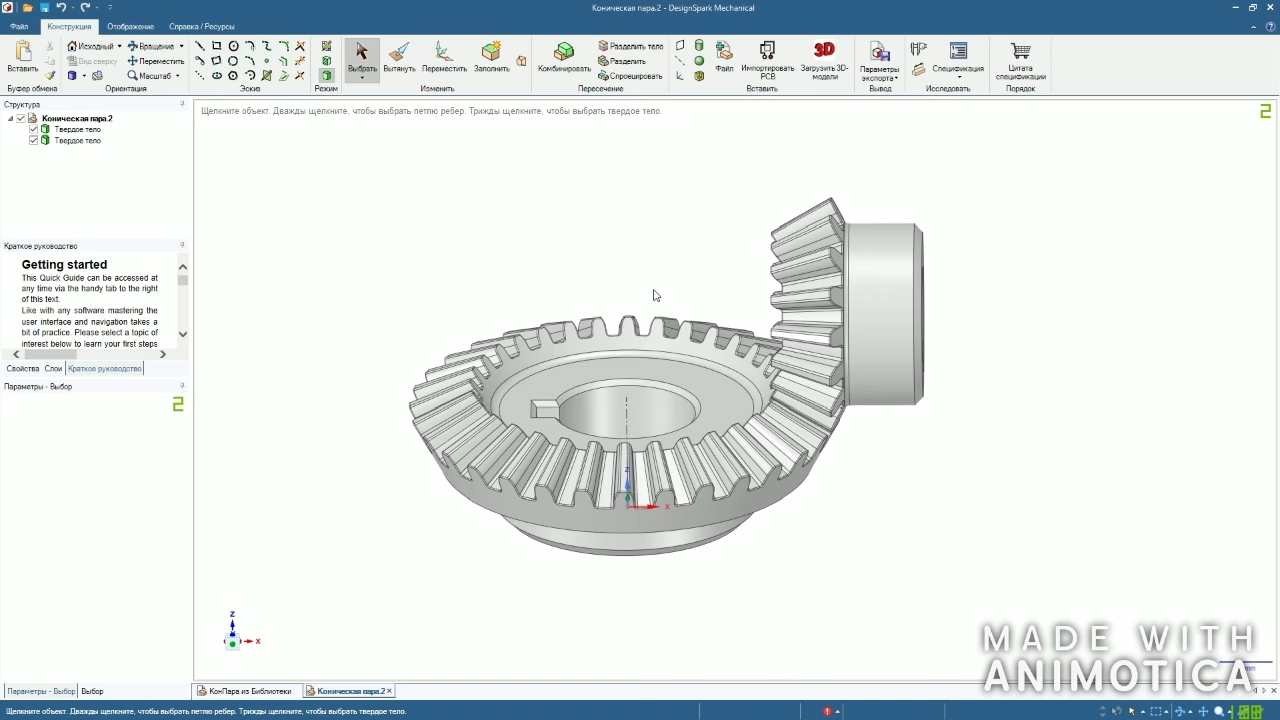 Коническая пара.2 - DesignSpark Mechanical
Файл Конструкция Отображение Справка / Ресурсы
Вставить
Буфер обмена
Исходный Вращение
Вид сверху Переместить
Масштаб
Ориентация
Эскиз
Режим
Выбрать Вытянуть Переместить Заполнить
Изменить
Комбинировать
Разделить тело
Разделить
Спроецировать
Пересечение
Файл Импортировать PCB Загрузить 3D-модели
3D
Вставить
Параметры экспорта
Вывод
Спецификация
Исследовать
Цитата спецификации
Порядок
Структура
Коническая пара.2
Твердое тело
Твердое тело
Краткое руководство
Getting started
This Quick Guide can be accessed at
any time via the handy tab to the right
of this text.
Like with any software mastering the
user interface and navigation takes a
bit of practice. Please select a topic of
interest below to learn your first steps
Свойства Слои Краткое руководство
Параметры - Выбор
2
Параметры - Выбор Выбор
Щелкните объект. Дважды щелкните, чтобы выбрать петлю ребер. Трижды щелкните, чтобы выбрать твердое тело.
2
Z
X
Z
X
MADE WITH
ANIMOTICA
mm
КонПара из Библиотеки Коническая пара.2
Щелкните объект. Дважды щелкните, чтобы выбрать петлю ребер. Трижды щелкните, чтобы выбрать твердое тело.